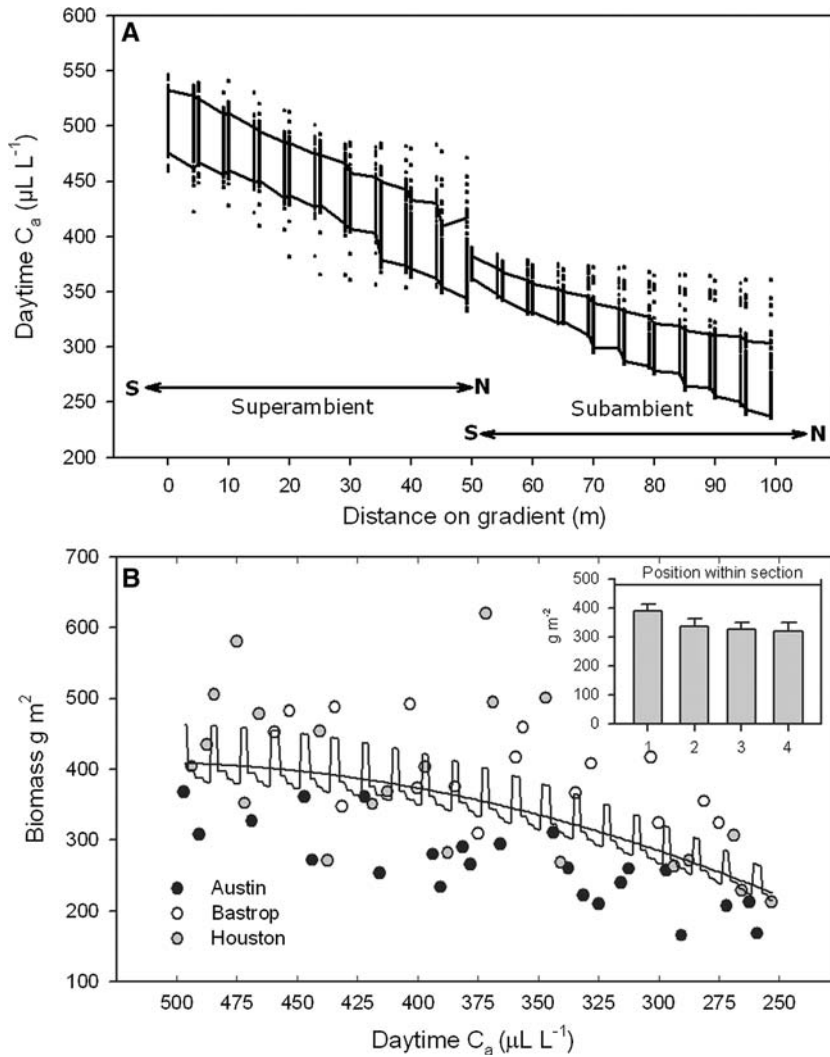 A
600
550
500
450
400
350
300
250
200
Daytime Ca (µL L-1)
S N
Superambient
Subambient
S N
0 10 20 30 40 50 60 70 80 90 100
Distance on gradient (m)
B
700
600
500
400
300
200
100
Biomass g m2
Position within section
500
400
300
200
100
0
g m-2
1 2 3 4
Austin
Bastrop
Houston
500 475 450 425 400 375 350 325 300 275 250
Daytime Ca (µL L-1)